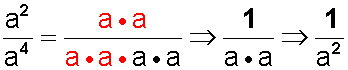 a²/a⁴ = a•a/a•a•a•a ⇒ 1/a•a ⇒ 1/a²